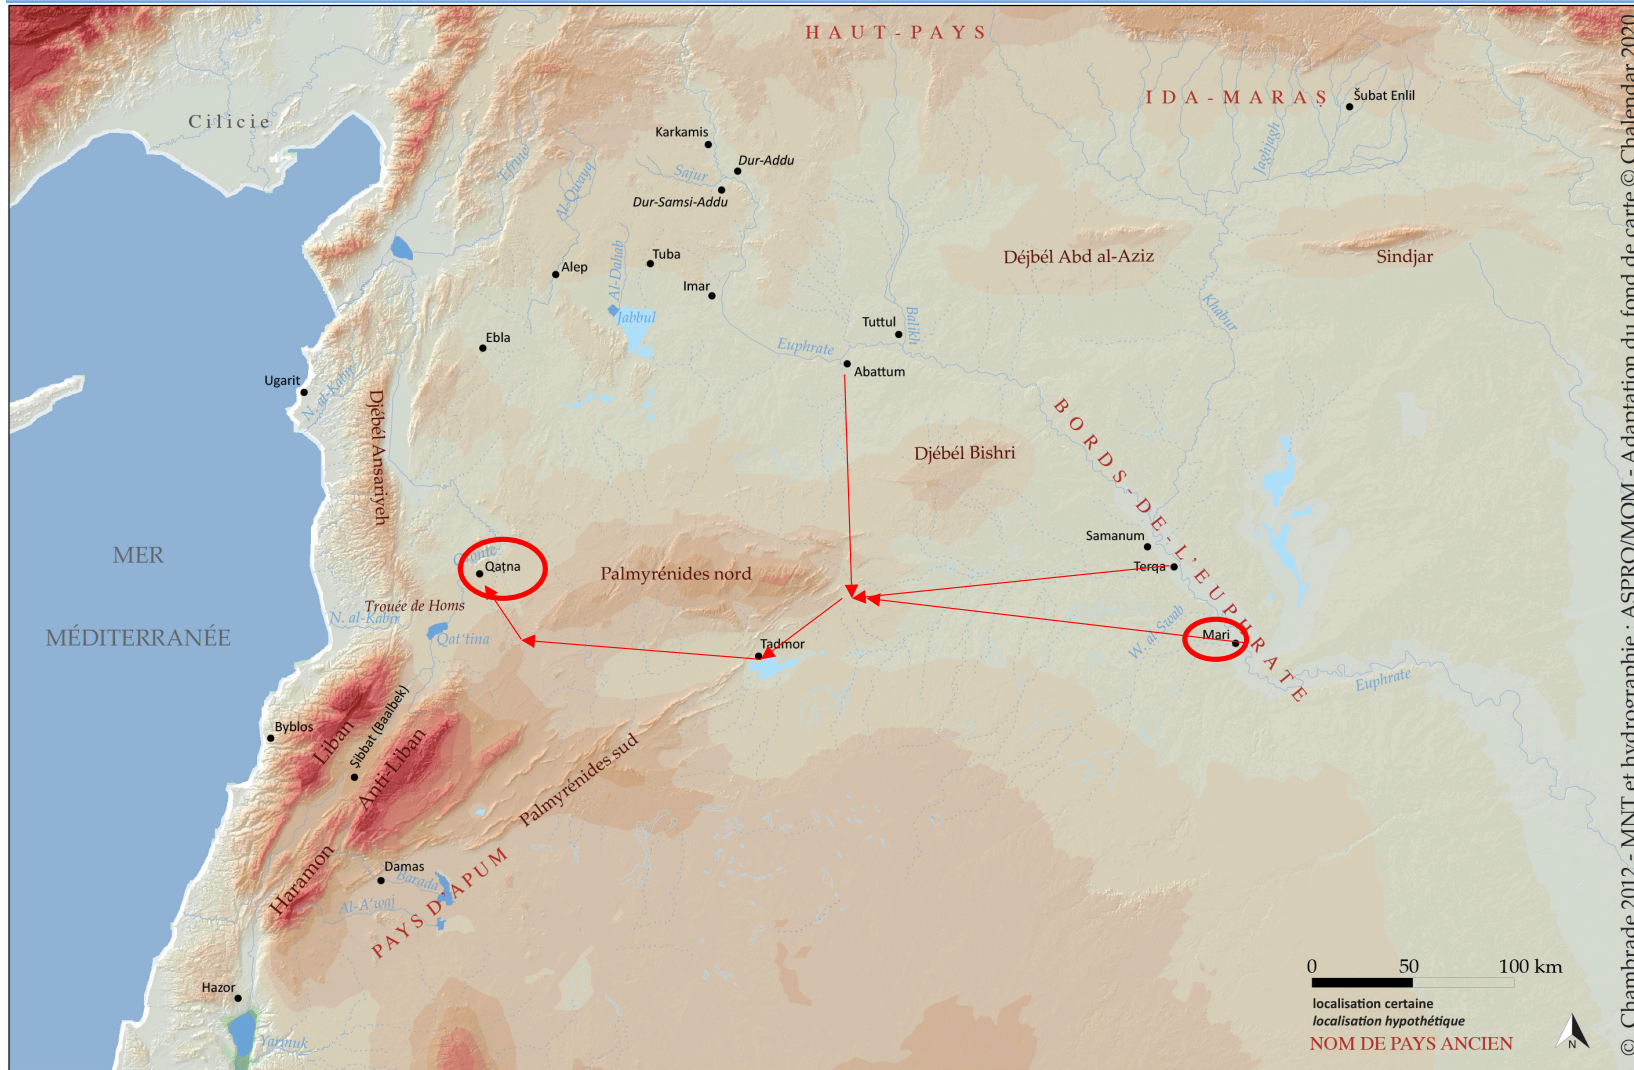 HAUT-PAYS
IDA-MARAṢ
Šubat Enlil
Cilicie
Karkamis
Dur-Addu
Sajur
Dur-Samsi-Addu
'Efrine
Al-Qwayq
Jaghjagh
Tuba
Alep
Al-Dahab
Imar
Jabbul
Déjbél Abd al-Aziz
Sindjar
Khabur
Tuttul
Balikh
Euphrate
Abattum
Ebla
Ugarit
N. al-Kabir
Djébél Ansariyeh
Djébél Bishri
BORDS-DE-L'EUPHRATE
Samanum
Terqa
MER
MÉDITERRANÉE
Oronte
Qaṭna
Palmyrénides nord
Trouée de Homs
N. al-Kabir
Qat'tina
Tadmor
W. al-Swab
Mari
Euphrate
Byblos
Liban
Ṣibbat (Baalbek)
Anti-Liban
Palmyrénides sud
Haramon
Damas
Barada
Al-A'waj
PAYS D'APUM
Hazor
Yarmuk
0 50 100 km
localisation certaine
localisation hypothétique
NOM DE PAYS ANCIEN
N
© Chambrade 2012 - MNT et hydrographie : ASPRO/MOM - Adaptation du fond de carte © Chalendar 2020